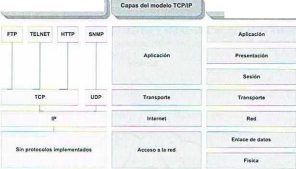 Capas del modelo TCP/IP
FTP TELNET HTTP SNMP
TCP UDP
IP
Sin protocolos implementados
Aplicación
Transporte
Internet
Acceso a la red
Aplicación
Presentación
Sesión
Transporte
Red
Enlace de datos
Física